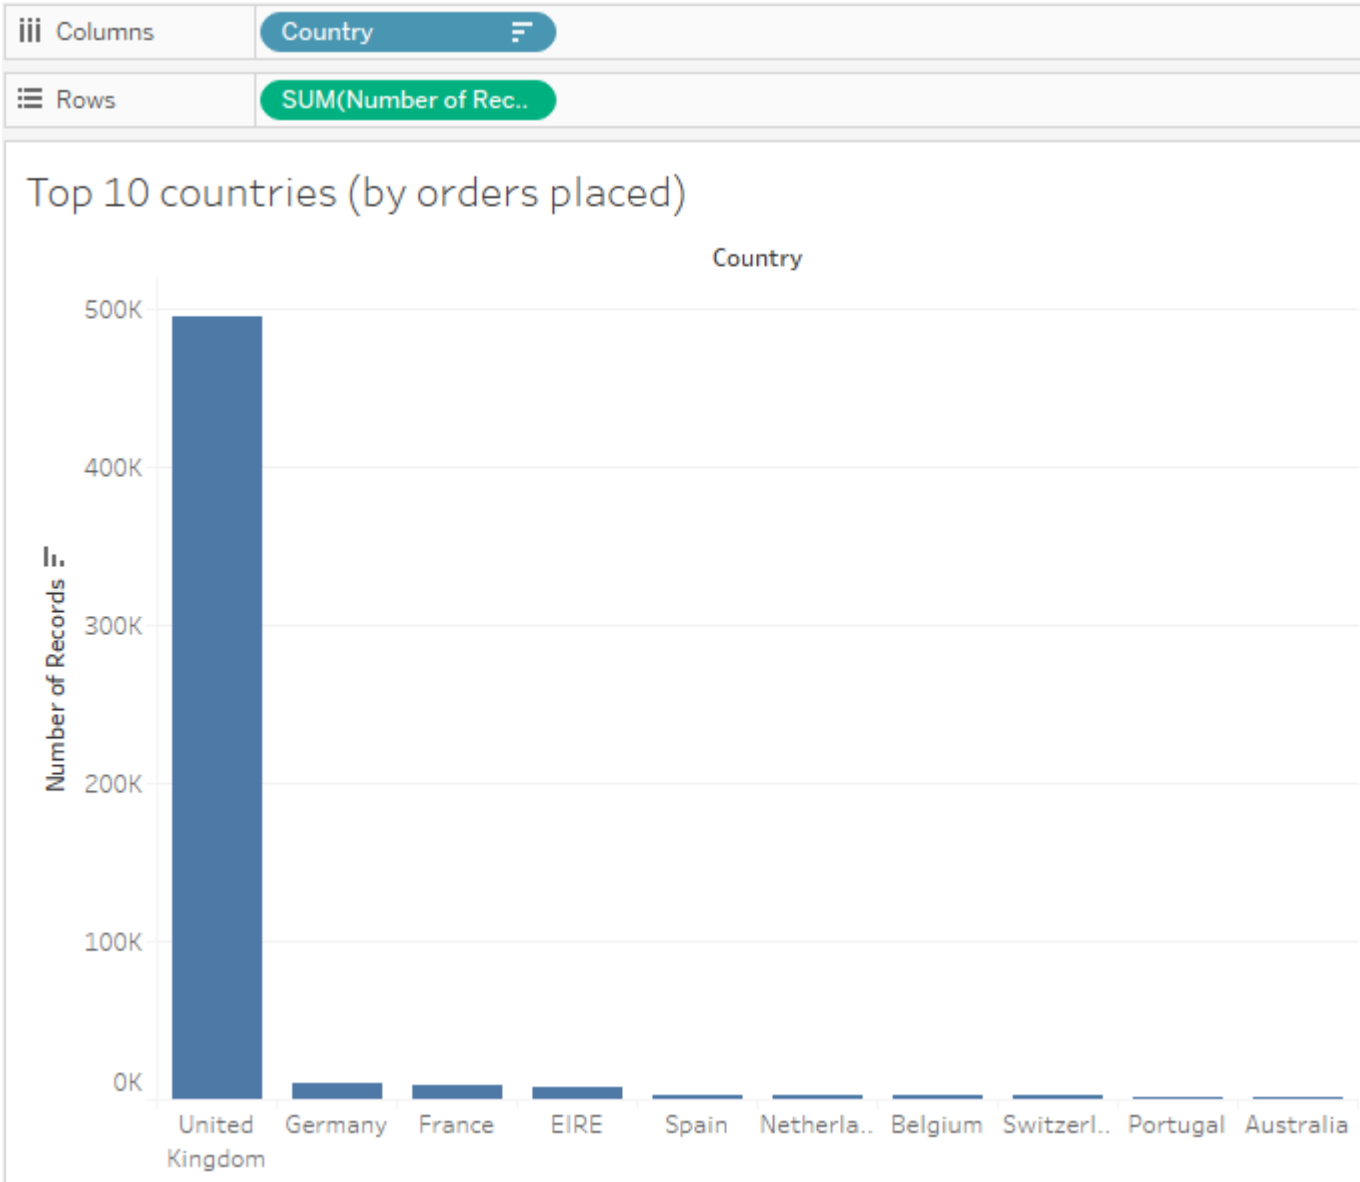 Columns
Country
Rows
SUM(Number of Rec..
Top 10 countries (by orders placed)
Country
500K
400K
300K
200K
100K
0K
Number of Records
United Kingdom
Germany
France
EIRE
Spain
Netherla..
Belgium
Switzerl..
Portugal
Australia